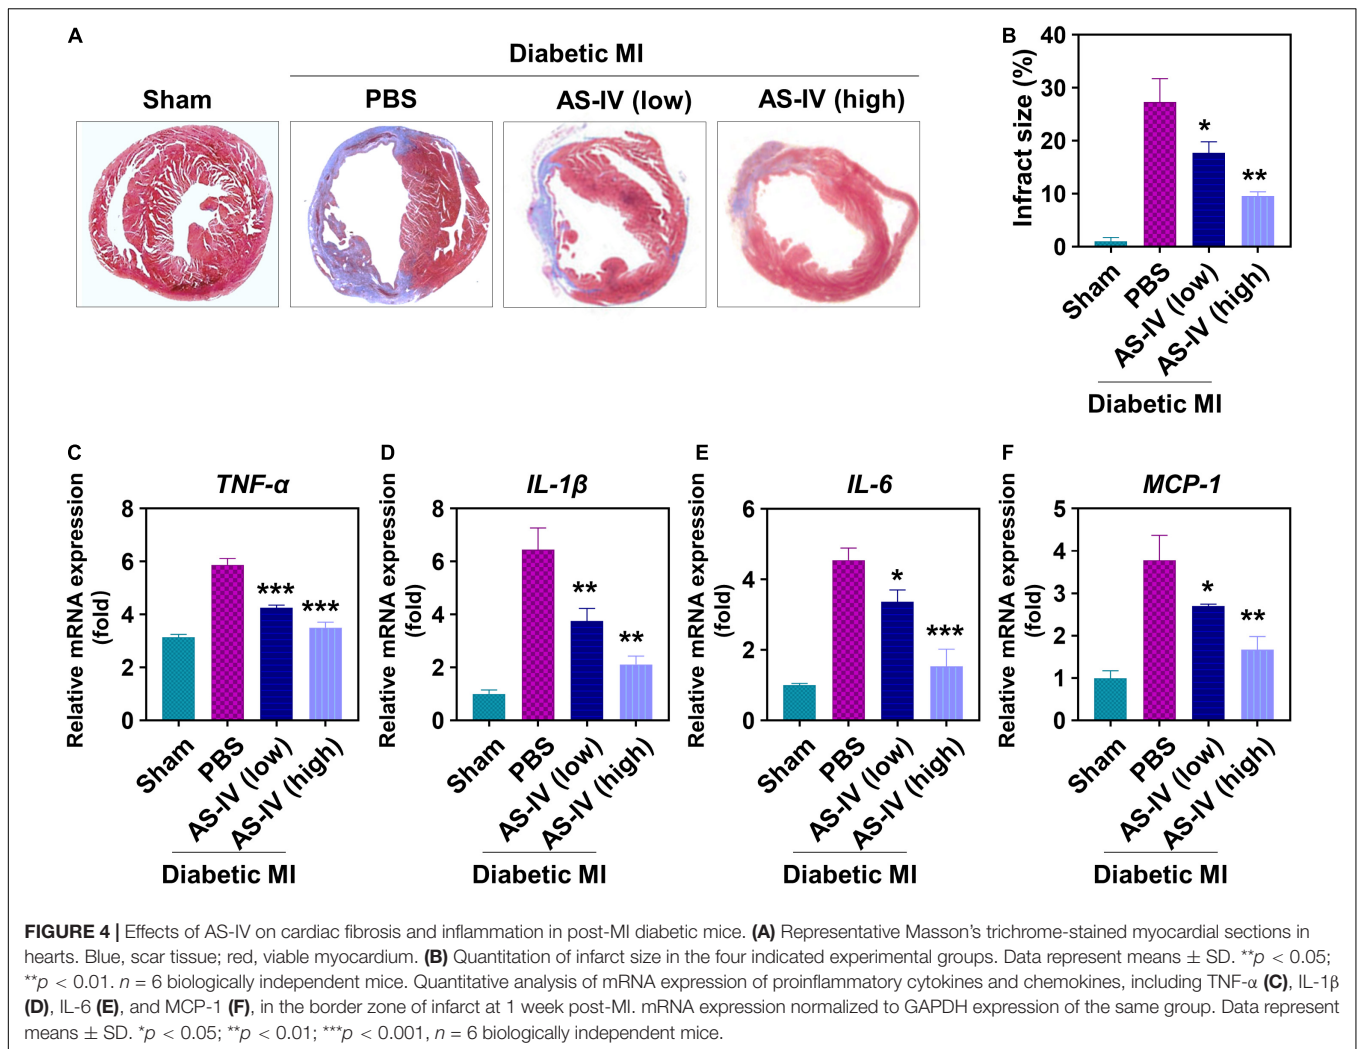 A
Diabetic MI
Sham
PBS
AS-IV (low)
AS-IV (high)
B
Infract size (%)
40
30
20
10
0
*
**
Sham
PBS
AS-IV (low)
AS-IV (high)
Diabetic MI
C
TNF-α
Relative mRNA expression
(fold)
8
6
4
2
0
***
***
Sham
PBS
AS-IV (low)
AS-IV (high)
Diabetic MI
D
IL-1β
Relative mRNA expression
(fold)
8
6
4
2
0
**
**
Sham
PBS
AS-IV (low)
AS-IV (high)
Diabetic MI
E
IL-6
Relative mRNA expression
(fold)
6
4
2
0
*
***
Sham
PBS
AS-IV (low)
AS-IV (high)
Diabetic MI
F
MCP-1
Relative mRNA expression
(fold)
5
4
3
2
1
0
*
**
Sham
PBS
AS-IV (low)
AS-IV (high)
Diabetic MI
FIGURE 4 | Effects of AS-IV on cardiac fibrosis and inflammation in post-MI diabetic mice. (A) Representative Masson's trichrome-stained myocardial sections in
hearts. Blue, scar tissue; red, viable myocardium. (B) Quantitation of infarct size in the four indicated experimental groups. Data represent means ± SD. **p < 0.05;
**p < 0.01. n = 6 biologically independent mice. Quantitative analysis of mRNA expression of proinflammatory cytokines and chemokines, including TNF-α (C), IL-1β
(D), IL-6 (E), and MCP-1 (F), in the border zone of infarct at 1 week post-MI. mRNA expression normalized to GAPDH expression of the same group. Data represent
means ± SD. *p < 0.05; **p < 0.01; ***p < 0.001, n = 6 biologically independent mice.